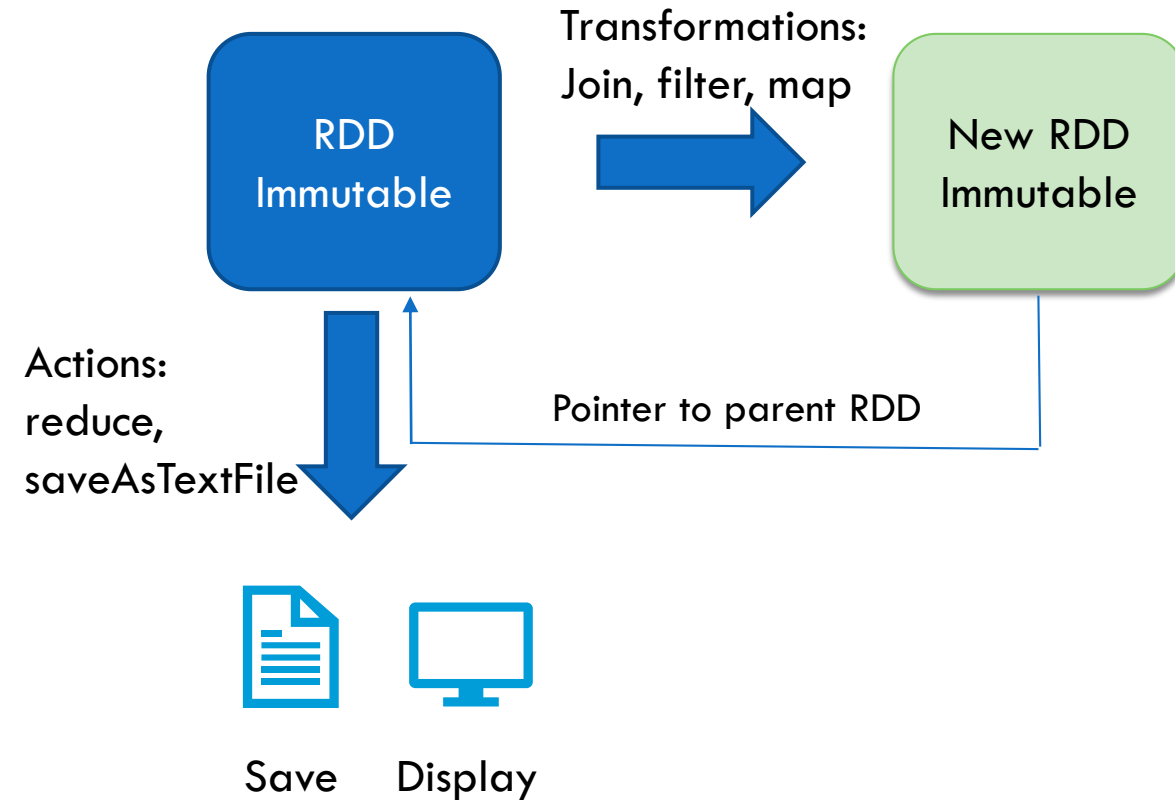 Transformations:
Join, filter, map
RDD
Immutable
New RDD
Immutable
Actions:
reduce,
saveAsTextFile
Pointer to parent RDD
Save
Display